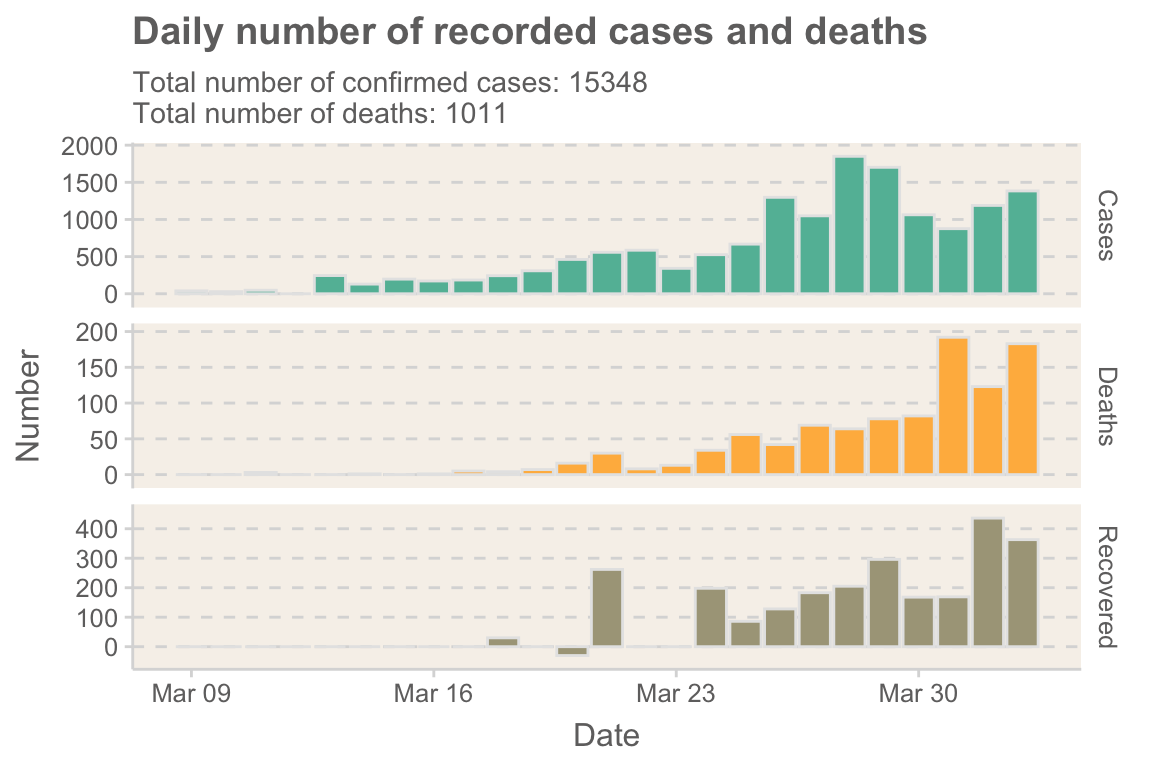 Daily number of recorded cases and deaths
Total number of confirmed cases: 15348
Total number of deaths: 1011
2000
1500
1000
500
0
Cases
200
150
100
50
0
Deaths
400
300
200
100
0
Recovered
Number
Mar 09 Mar 16 Mar 23 Mar 30
Date